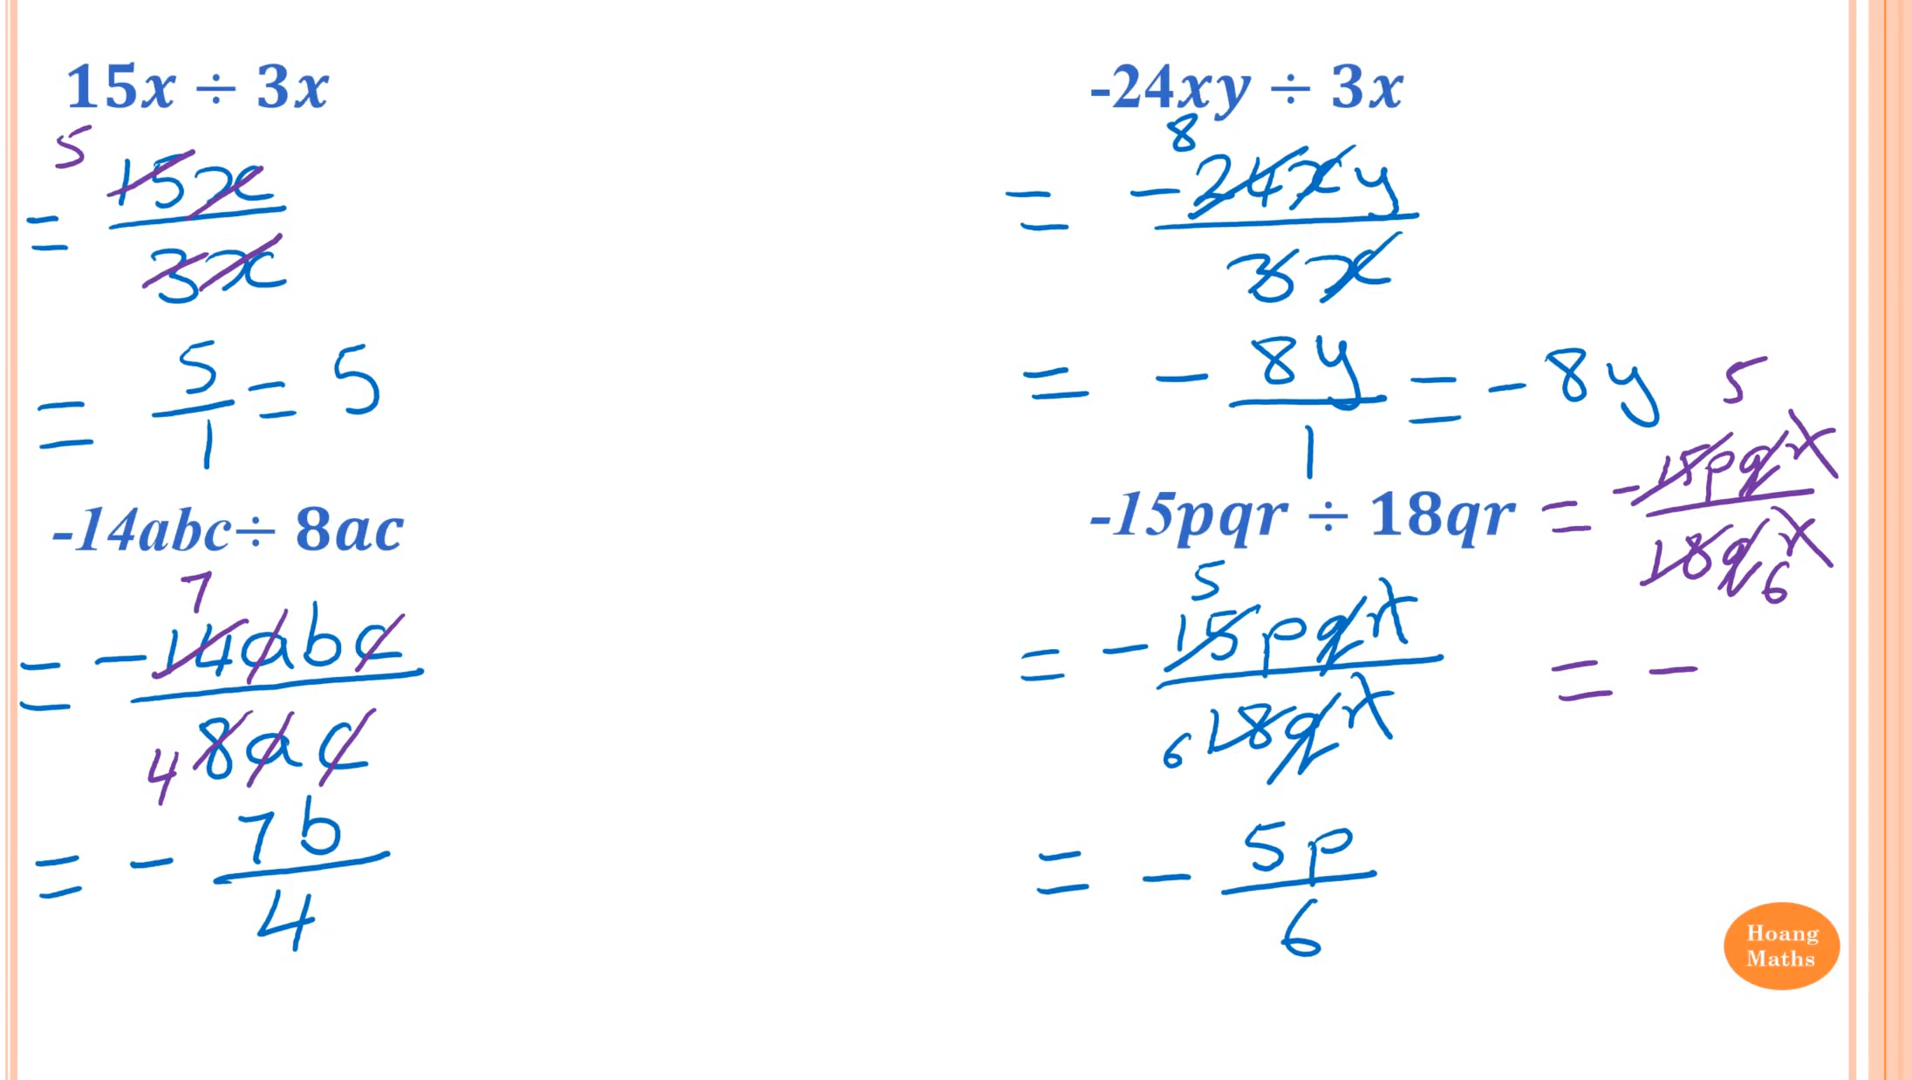 15x ÷ 3x
5
= 15x
3x
= 5/1 = 5
-14abc÷ 8ac
7
= -14abc
4 8ac
= - 7b/4
-24xy ÷ 3x
8
= -24xy
3x
= - 8y/1 = -8y
-15pqr ÷ 18qr
5
= -15pqr
6 18qr
= - 5p/6
5
= -15pqr
18qr
6
= -
Hoang
Maths